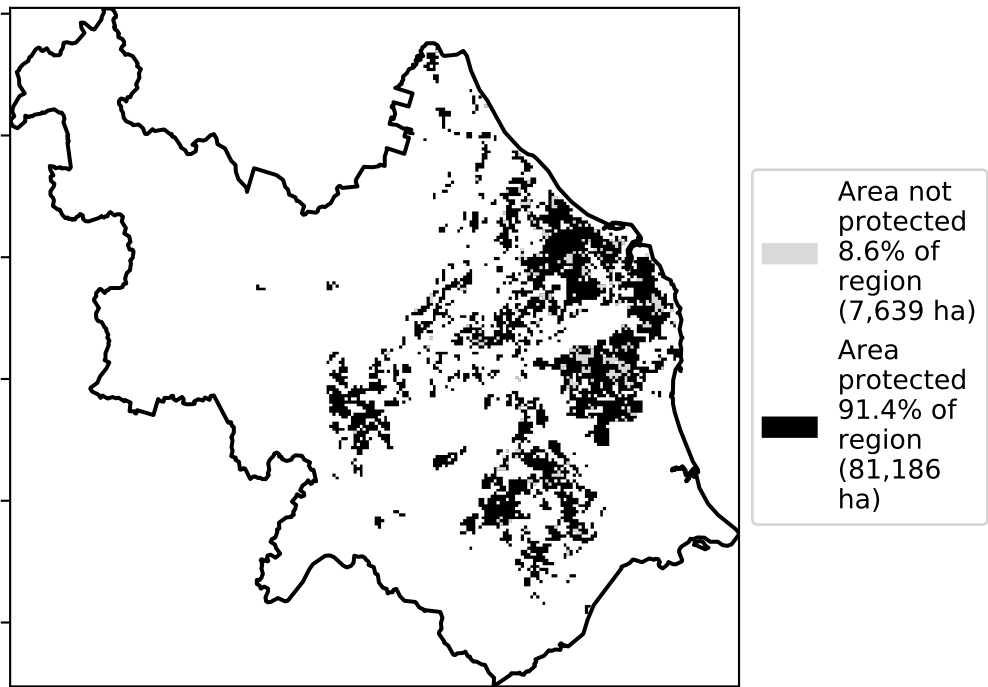 Area not
protected
8.6% of
region
(7,639 ha)
Area
protected
91.4% of
region
(81,186
ha)